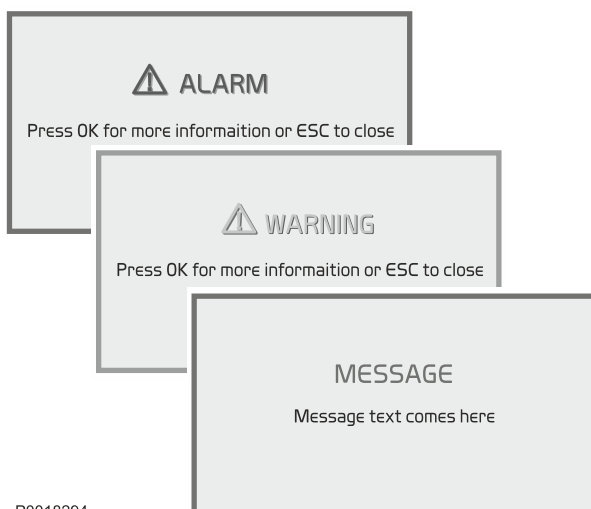 ALARM
Press OK for more informaition or ESC to close
WARNING
Press OK for more informaition or ESC to close
MESSAGE
Message text comes here